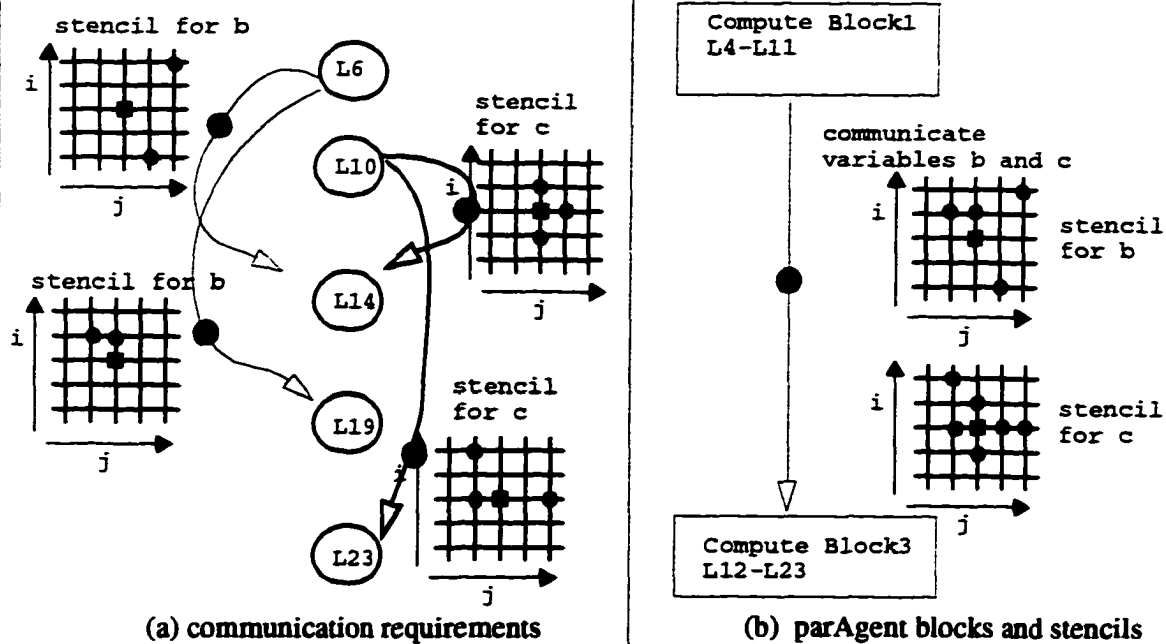 stencil for b
i
j
L6
L10
stencil
for c
i
j
L14
stencil for b
i
j
L19
stencil
for c
i
j
L23
(a) communication requirements
Compute Block1
L4-L11
communicate
variables b and c
i
stencil
for b
j
i
stencil
for c
j
Compute Block3
L12-L23
(b) parAgent blocks and stencils